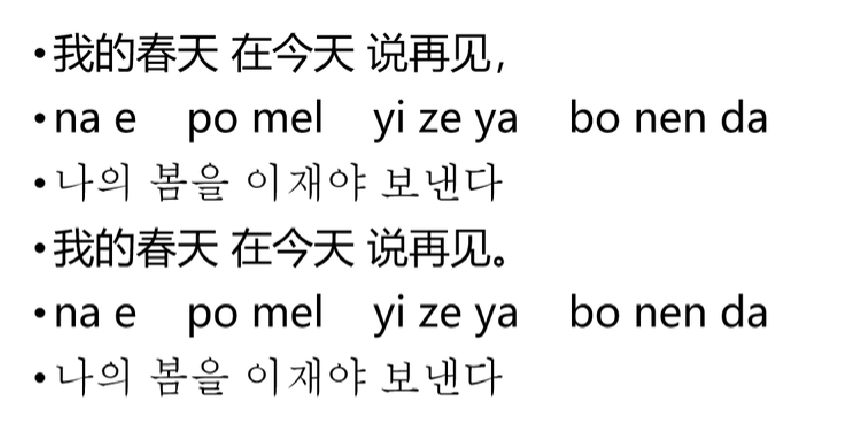 •我的春天 在今天 说再见，
•na e po mel yi ze ya bo nen da
•나의 봄을 이재야 보낸다
•我的春天 在今天 说再见。
•na e po mel yi ze ya bo nen da
•나의 봄을 이재야 보낸다